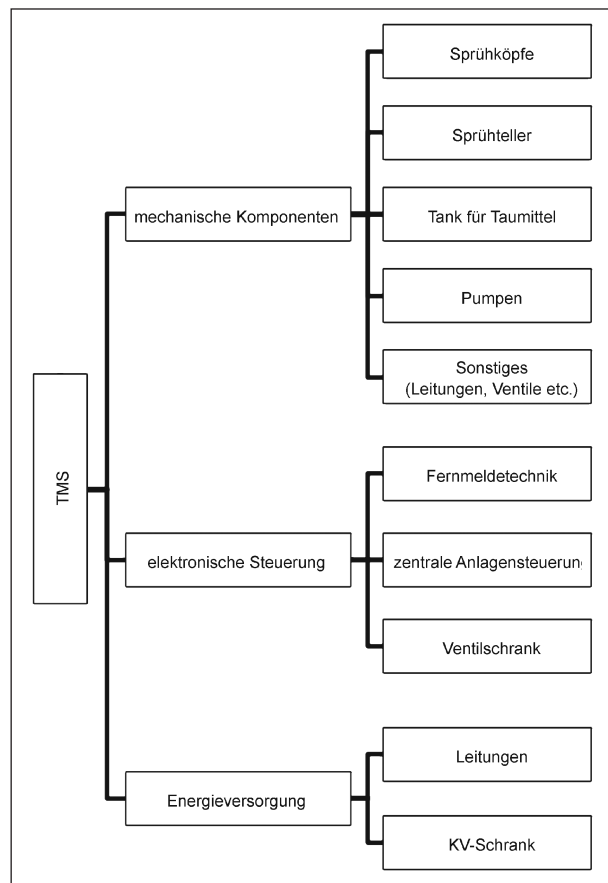 TMS
mechanische Komponenten
Sprühköpfe
Sprühteller
Tank für Taumittel
Pumpen
Sonstiges
(Leitungen, Ventile etc.)
elektronische Steuerung
Fernmeldetechnik
zentrale Anlagensteuerung
Ventilschrank
Energieversorgung
Leitungen
KV-Schrank